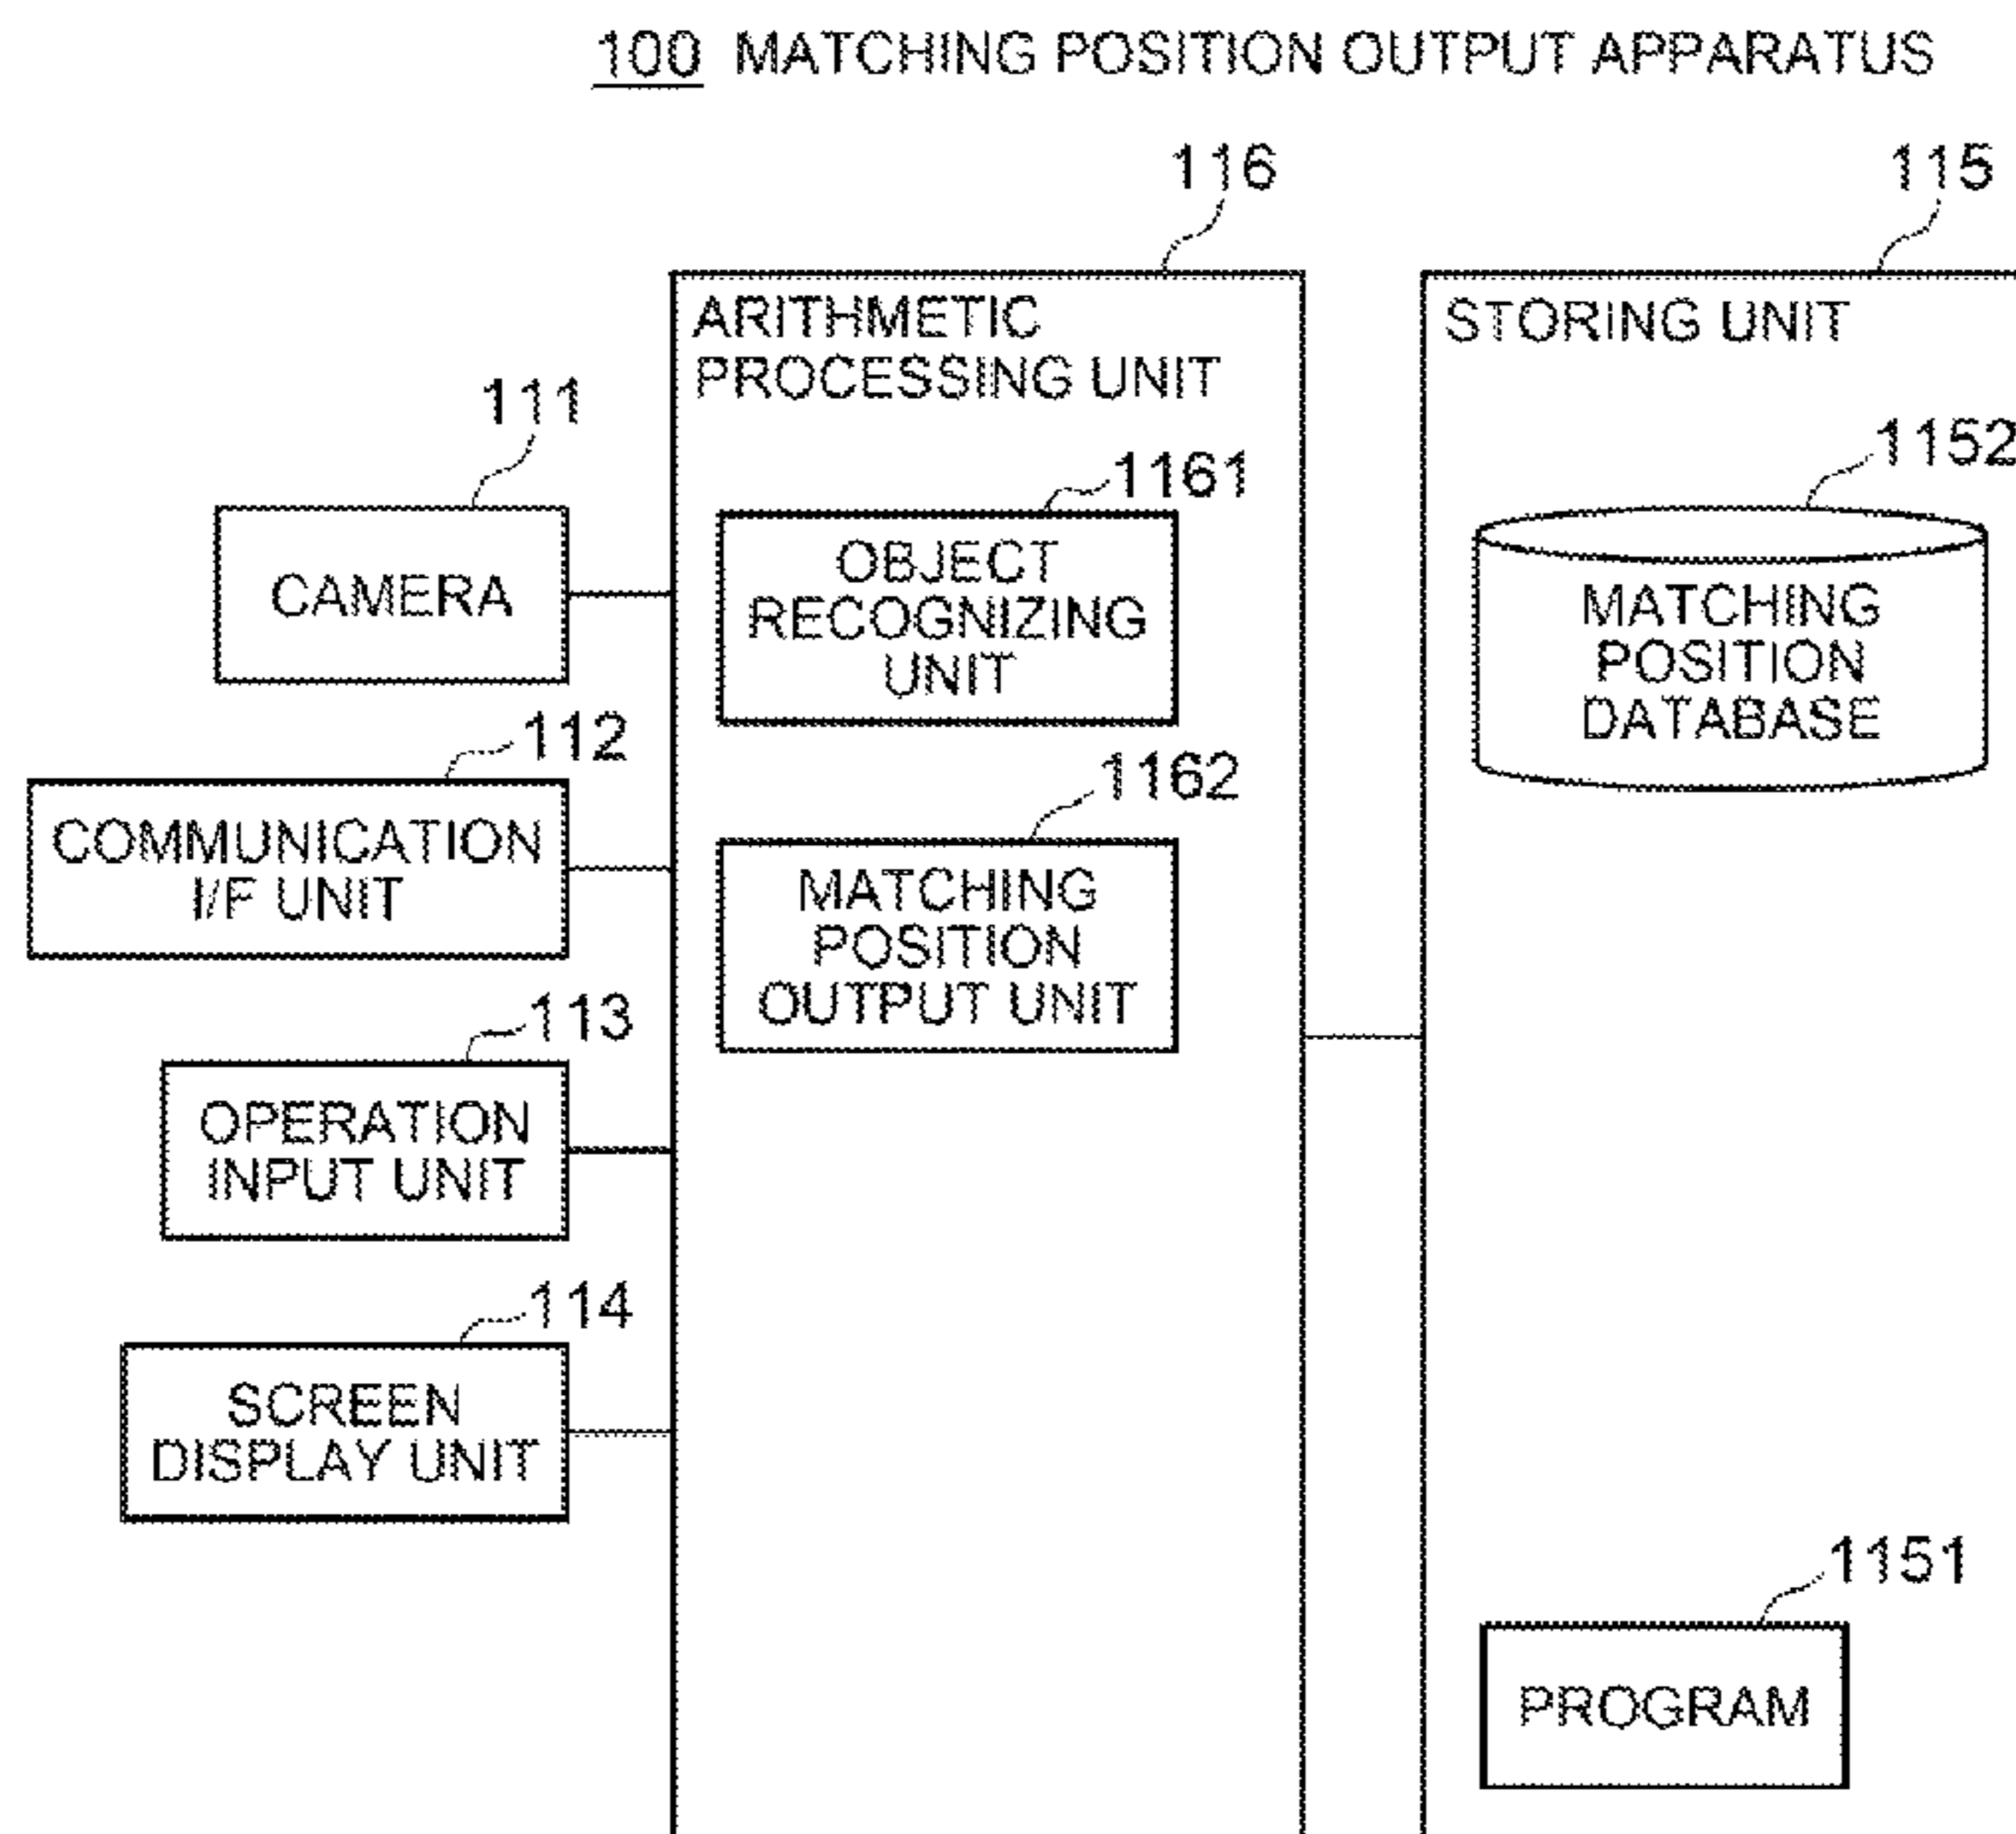 100 MATCHING POSITION OUTPUT APPARATUS
116
115
ARITHMETIC
PROCESSING UNIT
STORING UNIT
111
CAMERA
1161
OBJECT
RECOGNIZING
UNIT
1152
MATCHING
POSITION
DATABASE
112
COMMUNICATION
I/F UNIT
1162
MATCHING
POSITION
OUTPUT UNIT
113
OPERATION
INPUT UNIT
114
SCREEN
DISPLAY UNIT
1151
PROGRAM